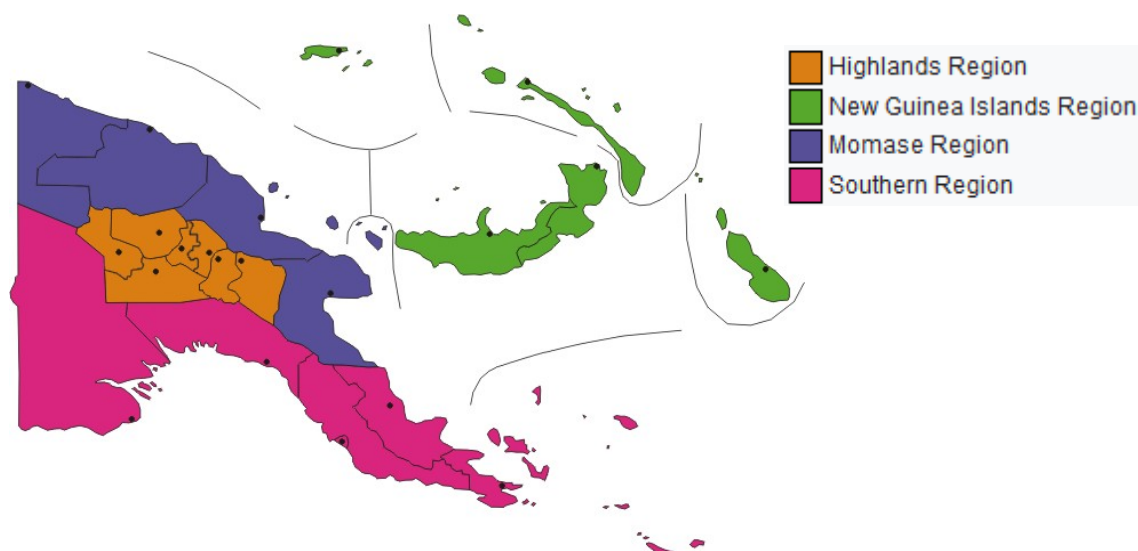 Highlands Region
New Guinea Islands Region
Momase Region
Southern Region